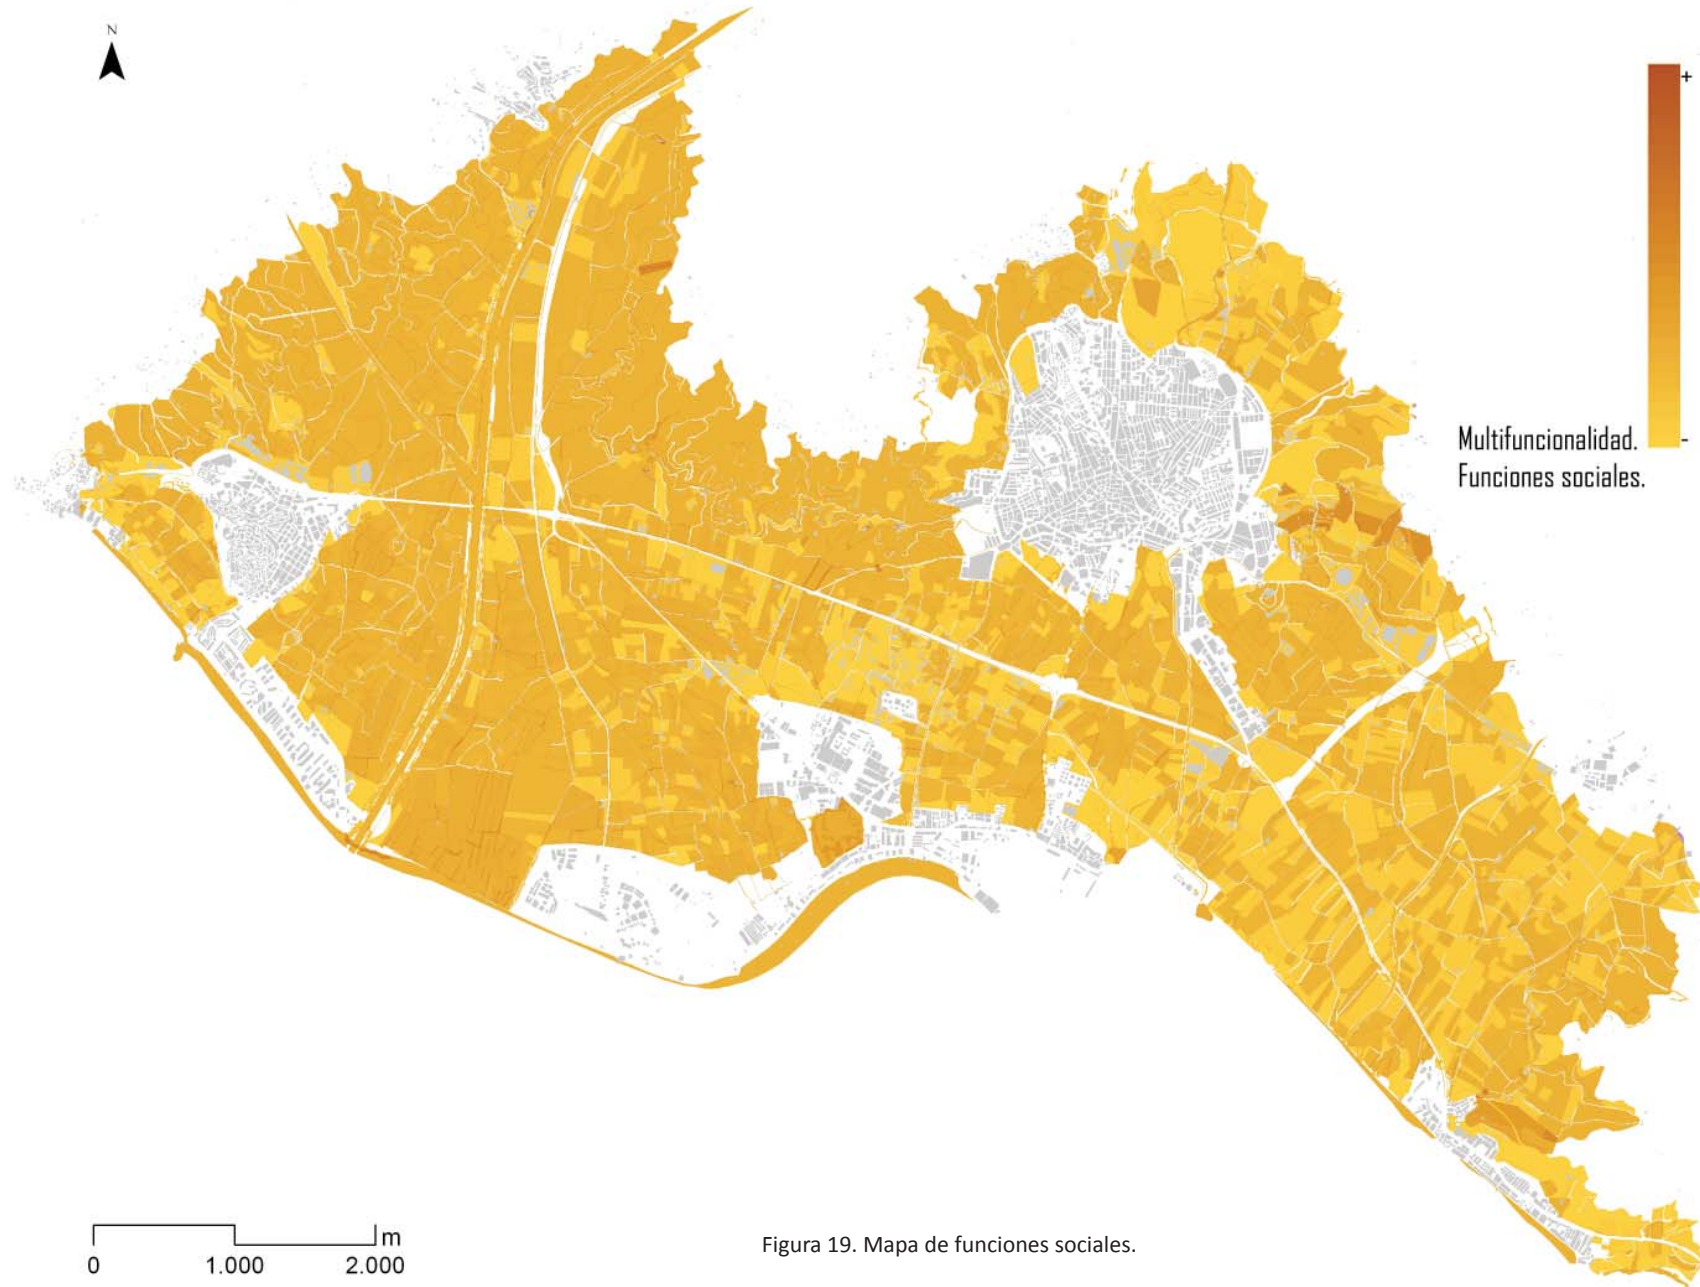 N
+
-
Multifuncionalidad.
Funciones sociales.
m
0 1.000 2.000
Figura 19. Mapa de funciones sociales.